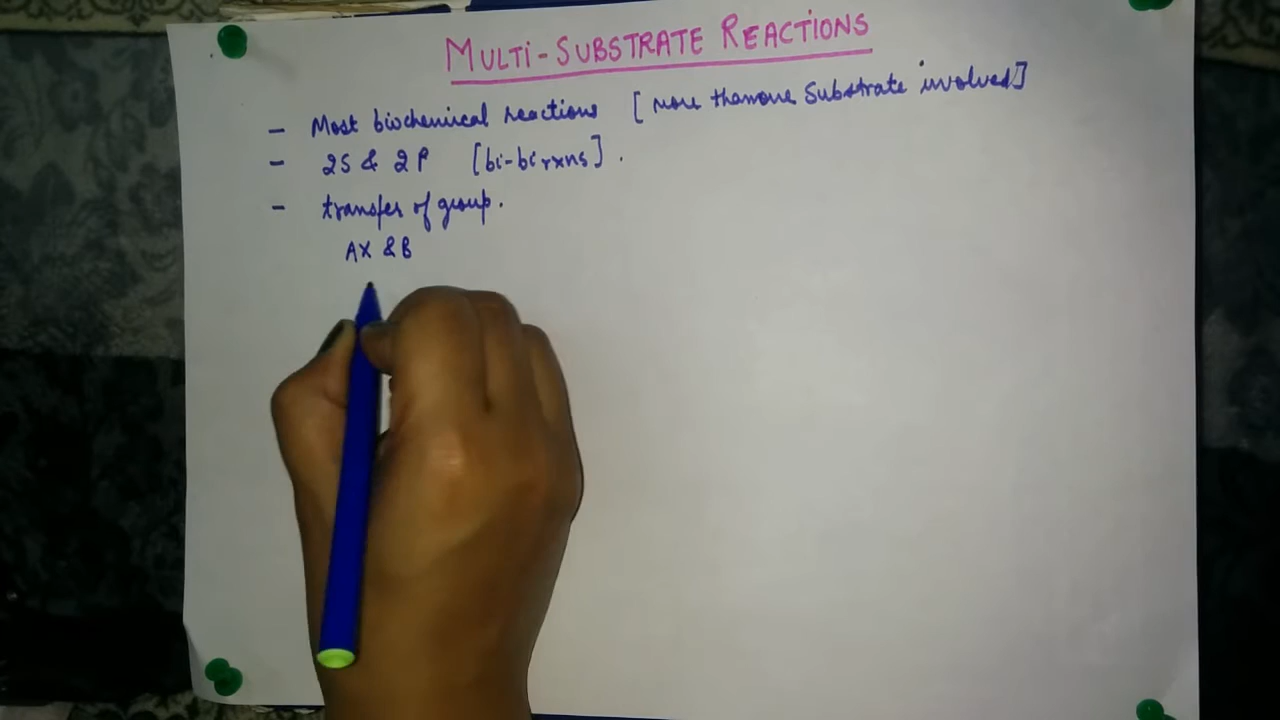 MULTI-SUBSTRATE REACTIONS
- Most biochemical reactions [more than one substrate involved]
- 2S & 2P [bi-bi rxns].
- transfer of group.
AX & B